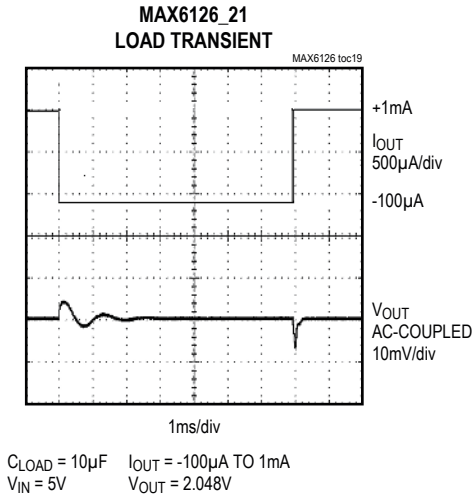 MAX6126_21
LOAD TRANSIENT
MAX6126 toc19
+1mA
IOUT
500µA/div
-100µA
VOUT
AC-COUPLED
10mV/div
1ms/div
CLOAD = 10µF IOUT = -100µA TO 1mA
VIN = 5V VOUT = 2.048V